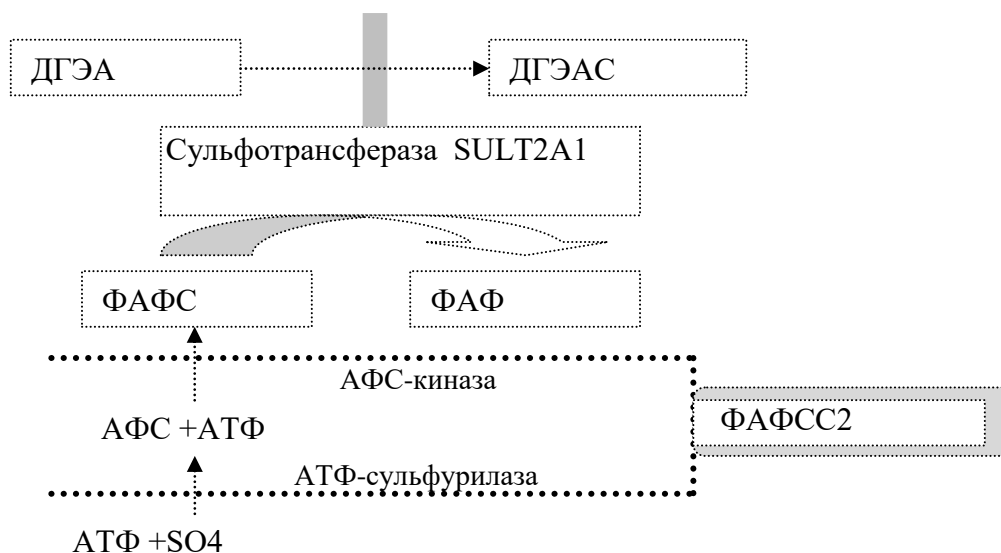 ДГЭА
ДГЭАС
Сульфотрансфераза SULT2A1
ФАФС
ФАФ
АФС-киназа
АФС +АТФ
ФАФСС2
АТФ-сульфурилаза
АТФ +SO4